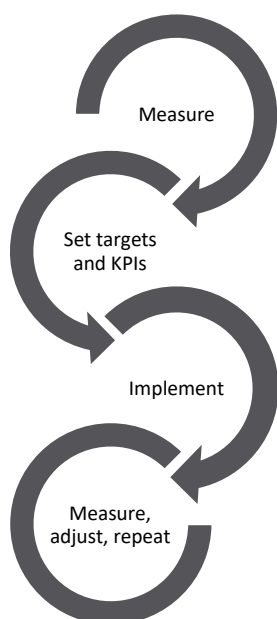 Measure
Set targets
and KPIs
Implement
Measure,
adjust, repeat